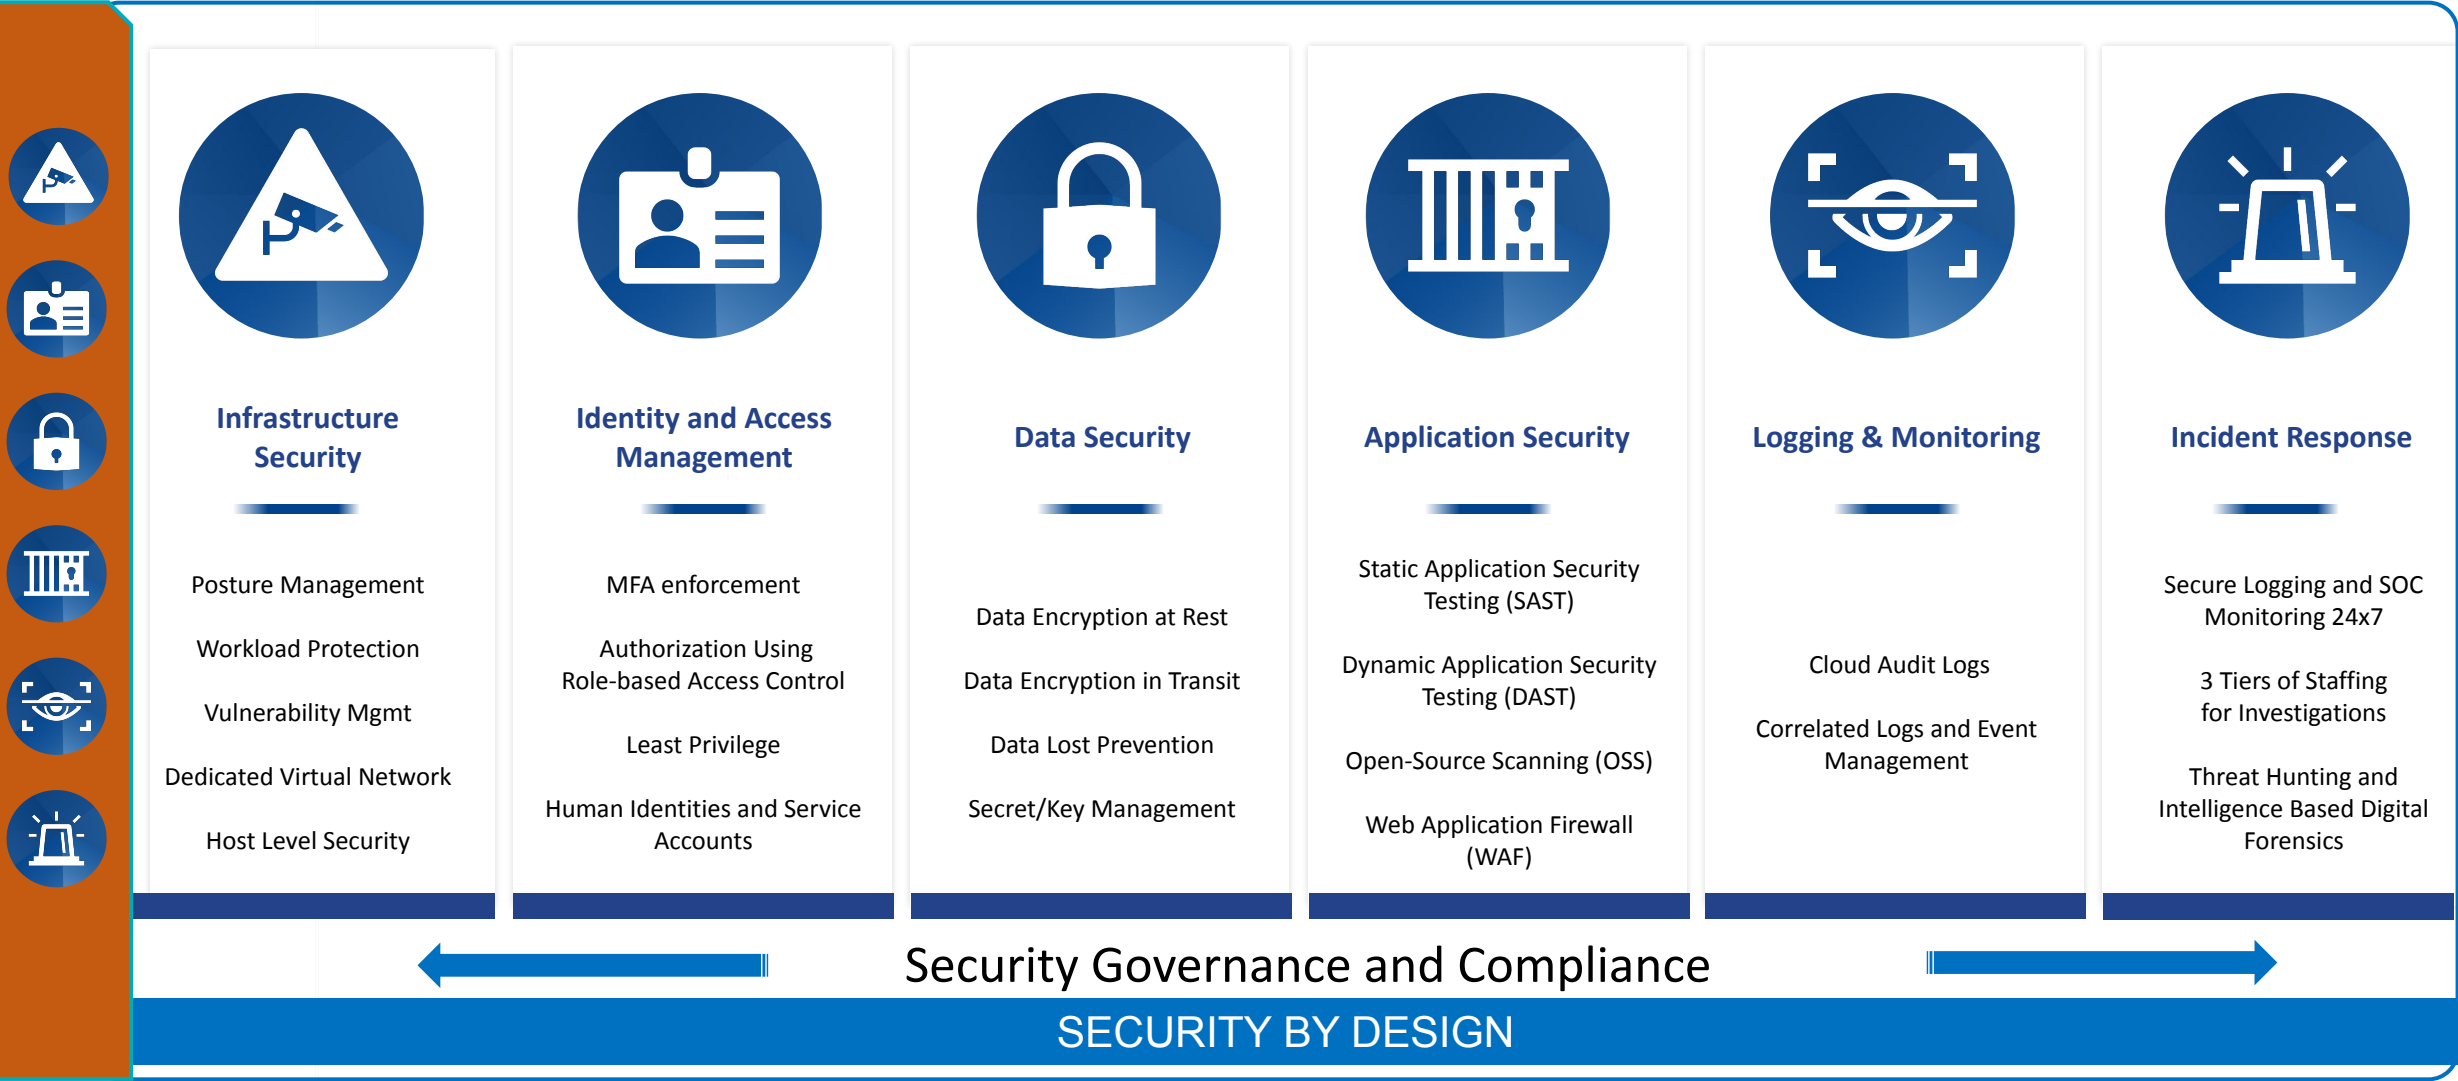 Infrastructure
Security
Posture Management
Workload Protection
Vulnerability Mgmt
Dedicated Virtual Network
Host Level Security
Identity and Access
Management
MFA enforcement
Authorization Using
Role-based Access Control
Least Privilege
Human Identities and Service
Accounts
Data Security
Data Encryption at Rest
Data Encryption in Transit
Data Lost Prevention
Secret/Key Management
Application Security
Static Application Security
Testing (SAST)
Dynamic Application Security
Testing (DAST)
Open-Source Scanning (OSS)
Web Application Firewall
(WAF)
Logging & Monitoring
Cloud Audit Logs
Correlated Logs and Event
Management
Incident Response
Secure Logging and SOC
Monitoring 24x7
3 Tiers of Staffing
for Investigations
Threat Hunting and
Intelligence Based Digital
Forensics
Security Governance and Compliance
SECURITY BY DESIGN